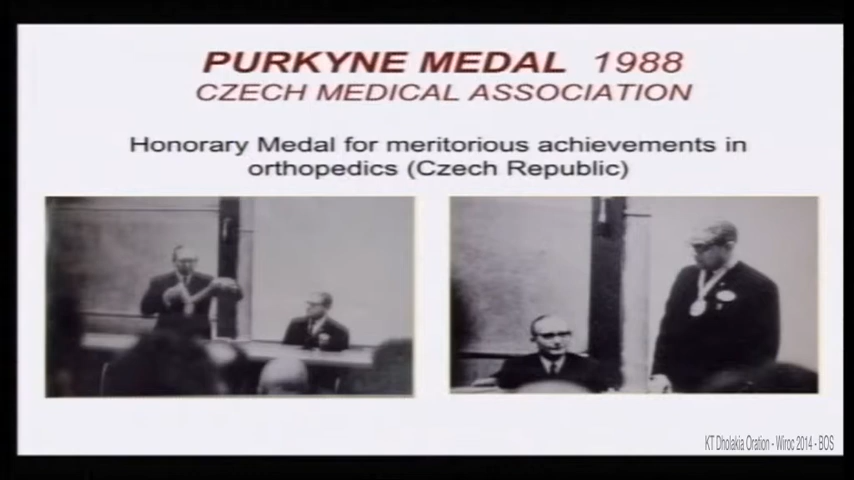 PURKYNE MEDAL 1988
CZECH MEDICAL ASSOCIATION
Honorary Medal for meritorious achievements in
orthopedics (Czech Republic)
KT Dholakia Oration - Wiroc 2014 - BOS